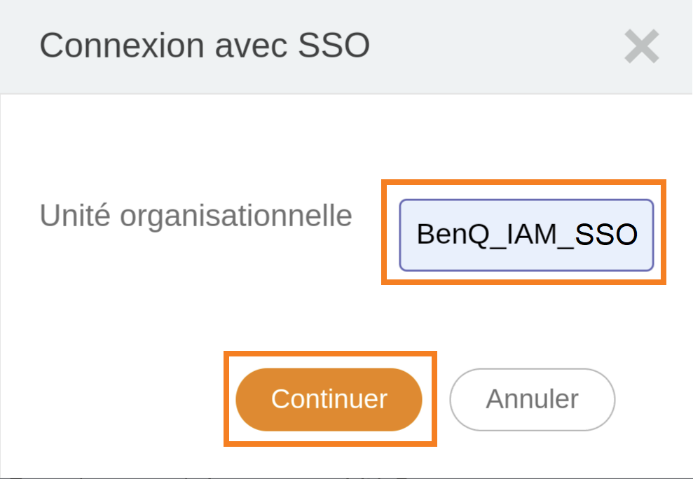 Connexion avec SSO
Unité organisationnelle
BenQ_IAM_SSO
Continuer
Annuler